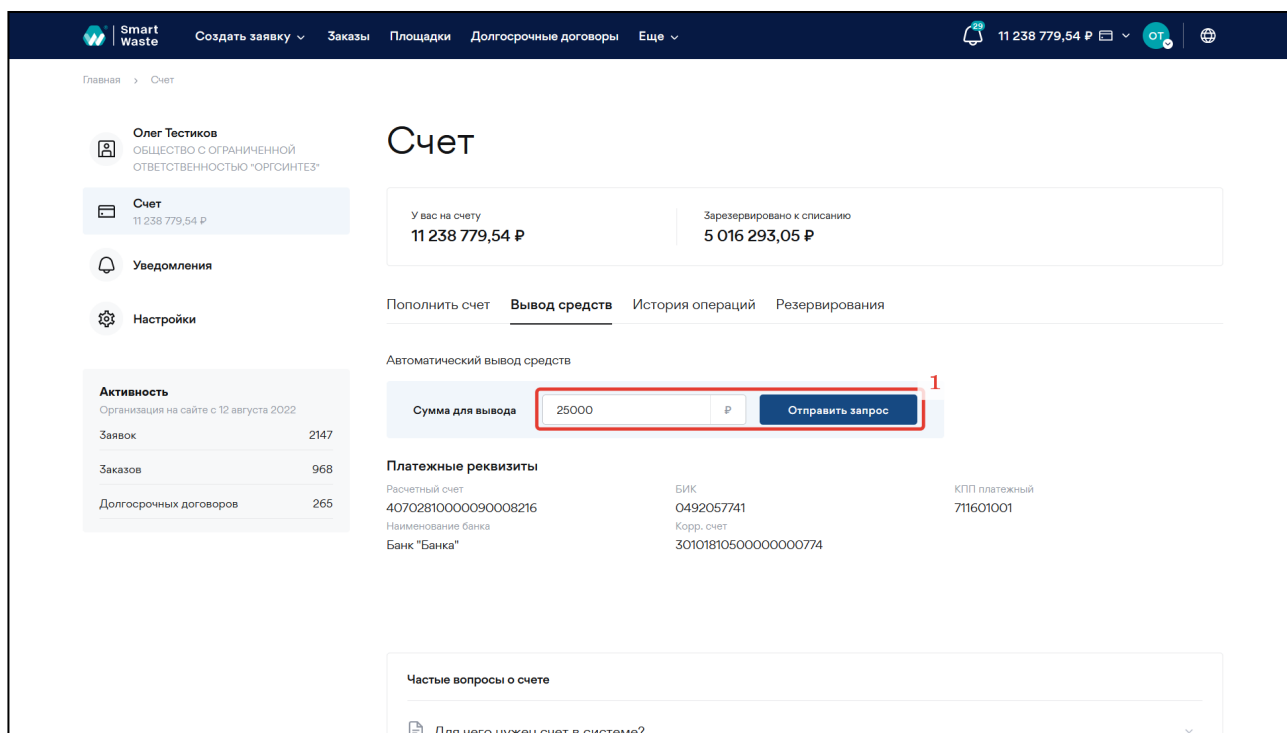 Smart
Waste
Создать заявку
Заказы
Площадки
Долгосрочные договоры
Еще
29
11 238 779,54 ₽
ОТ
Главная > Счет
Олег Тестиков
ОБЩЕСТВО С ОГРАНИЧЕННОЙ
ОТВЕТСТВЕННОСТЬЮ "ОРГСИНТЕЗ"
Счет
11 238 779,54 ₽
Уведомления
Настройки
Активность
Организация на сайте с 12 августа 2022
Заявок 2147
Заказов 968
Долгосрочных договоров 265
Счет
У вас на счету
11 238 779,54 ₽
Зарезервировано к списанию
5 016 293,05 ₽
Пополнить счет
Вывод средств
История операций
Резервирования
Автоматический вывод средств
1
Сумма для вывода
25000 ₽
Отправить запрос
Платежные реквизиты
Расчетный счет
40702810000090008216
БИК
0492057741
КПП платежный
711601001
Наименование банка
Банк "Банка"
Корр. счет
30101810500000000774
Частые вопросы о счете
Для чего нужен счет в системе?